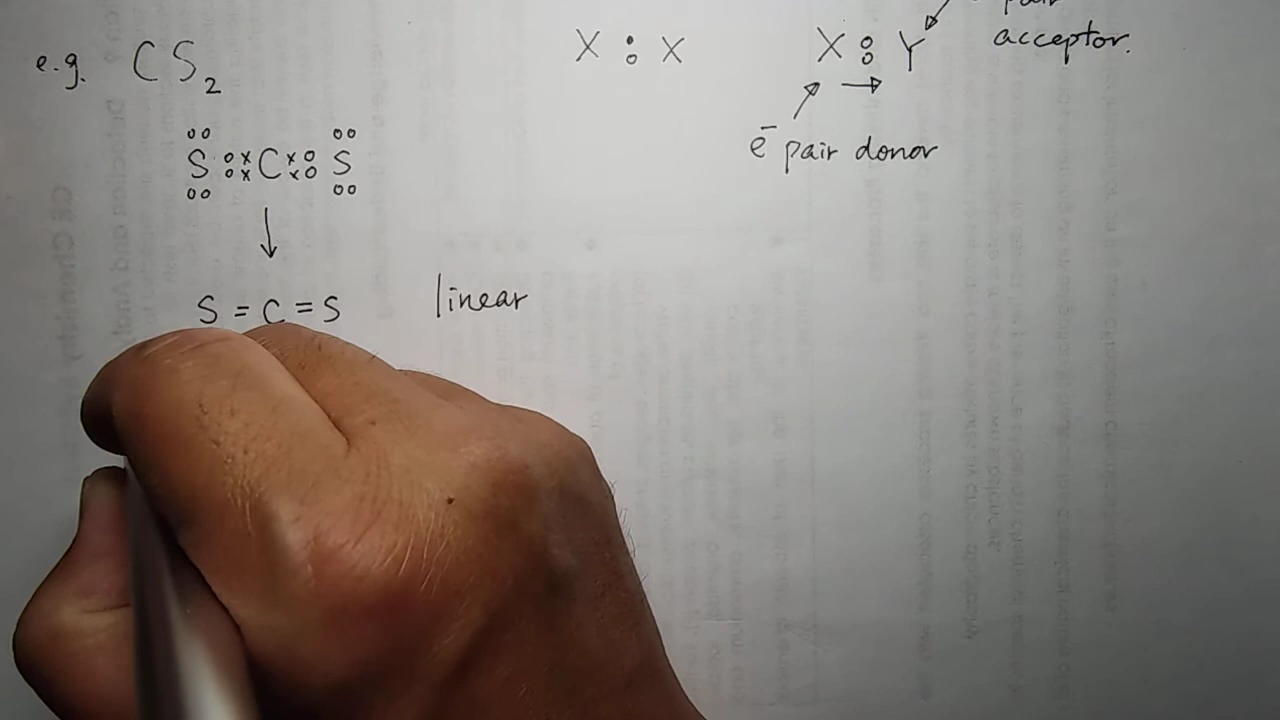 e.g. CS₂
S C S
S = C = S
linear
X : X
X : Y
e⁻ pair donor
acceptor.